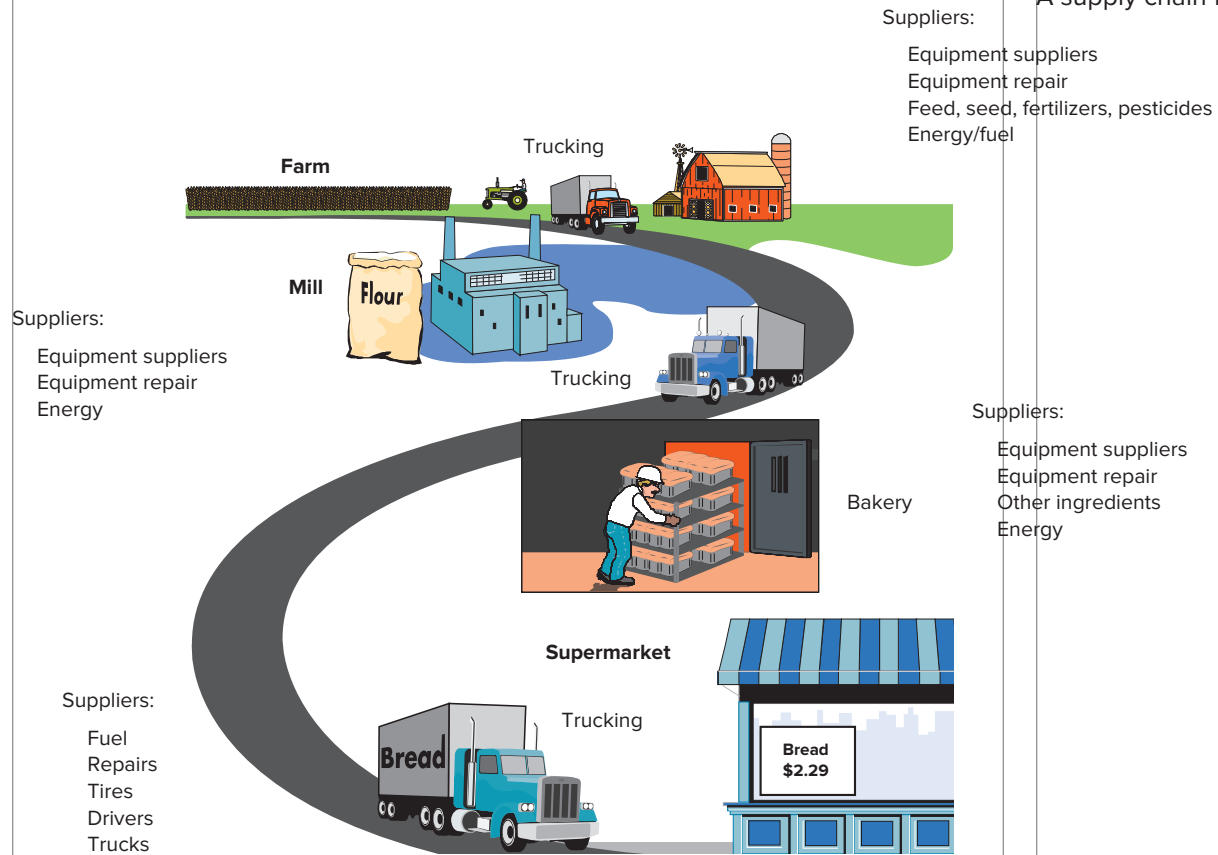 A supply chain
Suppliers:
Equipment suppliers
Equipment repair
Feed, seed, fertilizers, pesticides
Energy/fuel
Trucking
Farm
Mill
Flour
Suppliers:
Equipment suppliers
Equipment repair
Energy
Trucking
Suppliers:
Equipment suppliers
Equipment repair
Other ingredients
Energy
Bakery
Supermarket
Suppliers:
Fuel
Repairs
Tires
Drivers
Trucks
Trucking
Bread
Bread
$2.29